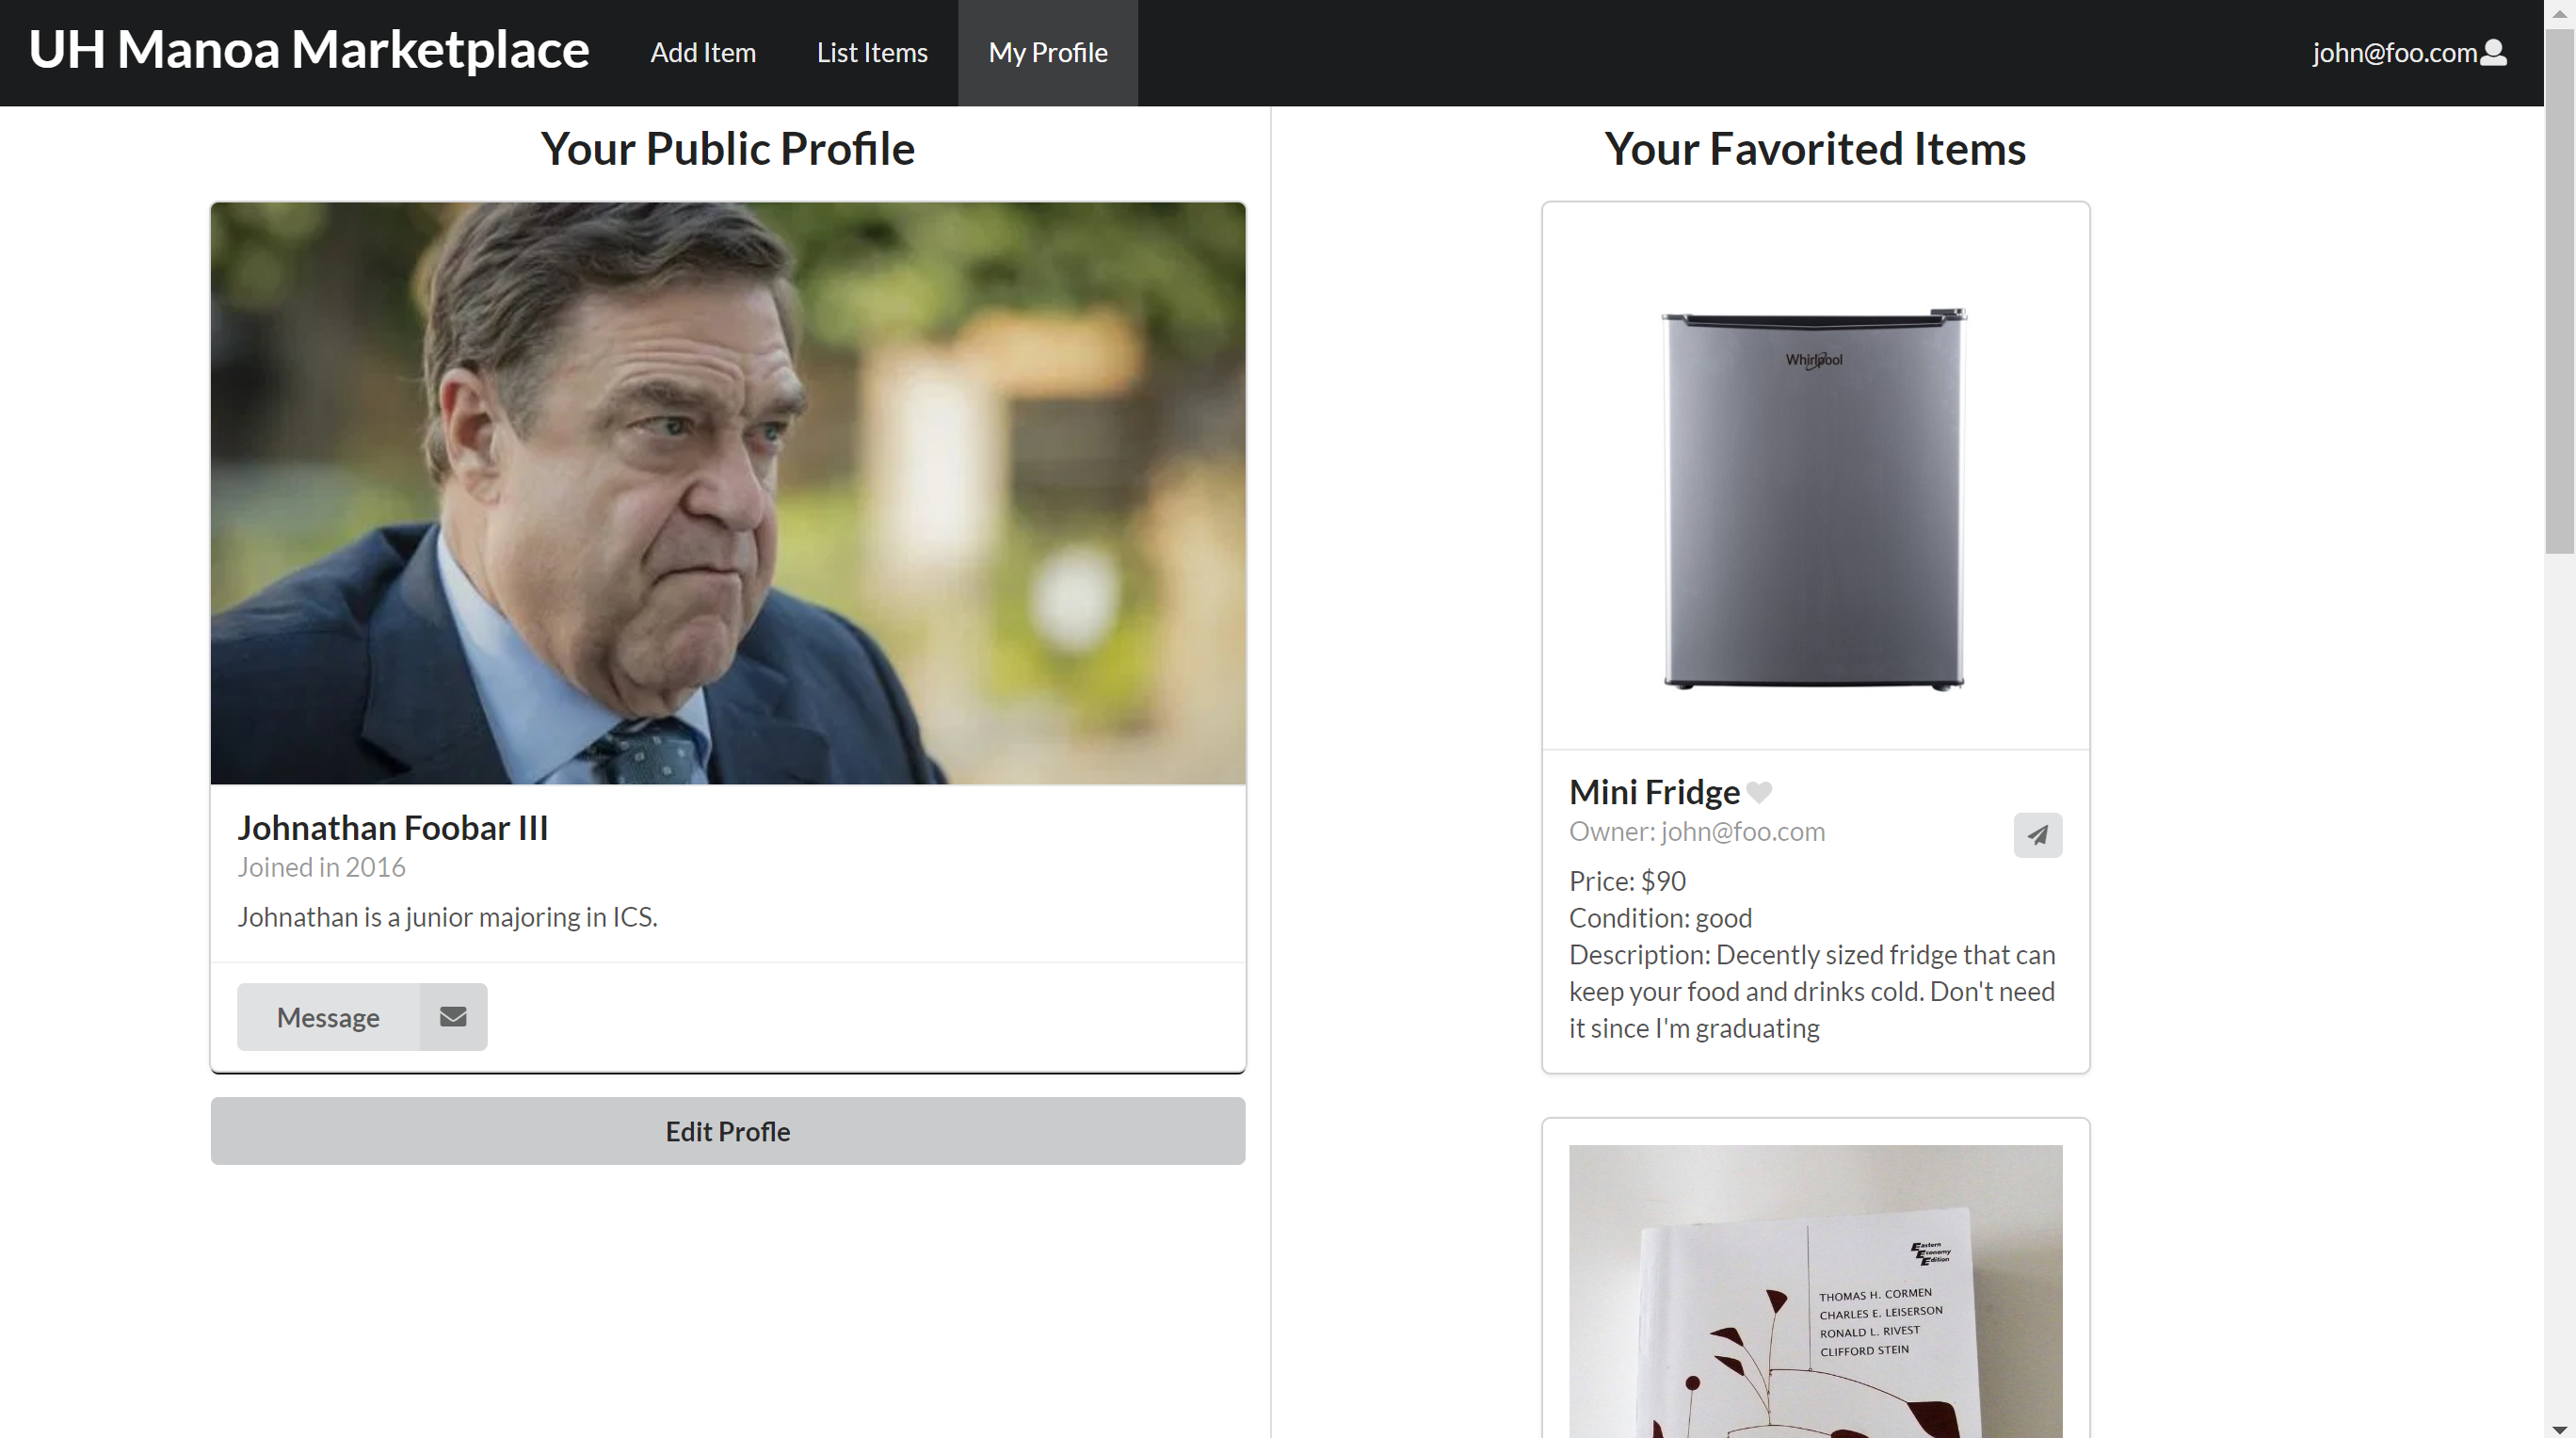 UH Manoa Marketplace
Add Item
List Items
My Profile
john@foo.com
Your Public Profile
Johnathan Foobar III
Joined in 2016
Johnathan is a junior majoring in ICS.
Message
Edit Profle
Your Favorited Items
Whirlpool
Mini Fridge
Owner: john@foo.com
Price: $90
Condition: good
Description: Decently sized fridge that can
keep your food and drinks cold. Don't need
it since I'm graduating
Eastern
Economy
Edition
THOMAS H. CORMEN
CHARLES E. LEISERSON
RONALD L. RIVEST
CLIFFORD STEIN